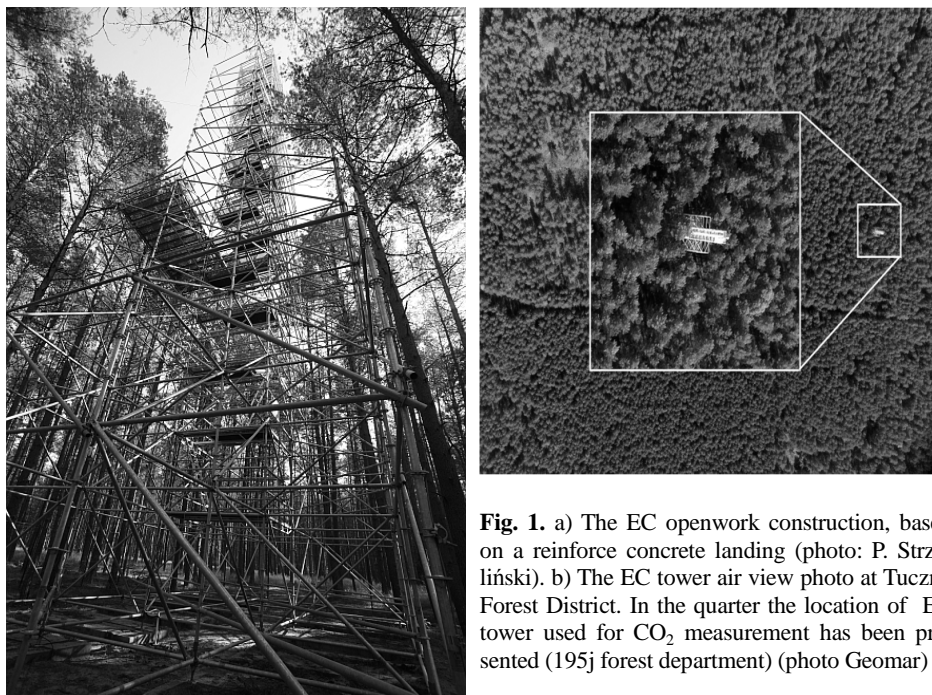 Fig. 1. a) The EC openwork construction, base
on a reinforce concrete landing (photo: P. Strz
liński). b) The EC tower air view photo at Tuczr
Forest District. In the quarter the location of E
tower used for CO₂ measurement has been pr
sented (195j forest department) (photo Geomar)